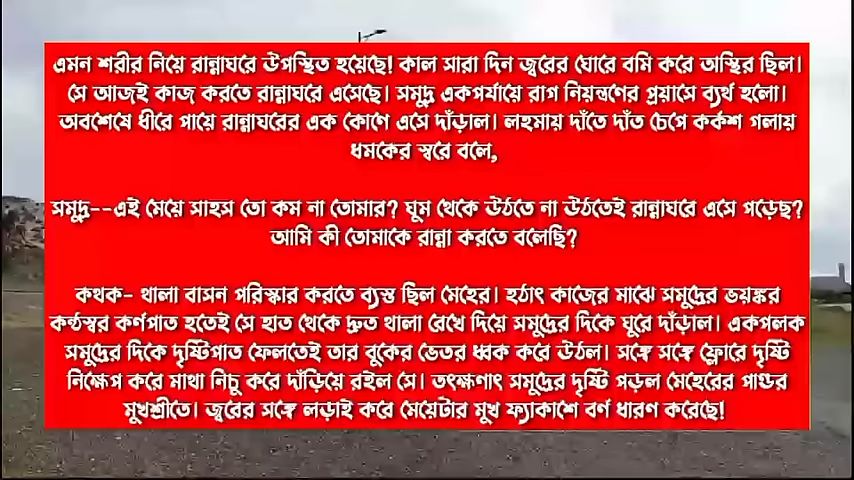 এমন শরীর নিয়ে রান্নাঘরে উপস্থিত হয়েছে! কাল সারা দিন জ্বরের ঘোরে বমি করে অস্থির ছিল।
সে আজই কাজ করতে রান্নাঘরে এসেছে। সমুদ্র একপর্যায়ে রাগ নিয়ন্ত্রণের প্রয়াসে ব্যর্থ হলো।
অবশেষে ধীরে পায়ে রান্নাঘরের এক কোণে এসে দাঁড়াল। লহমায় দাঁতে দাঁত চেপে কর্কশ গলায়
ধমকের স্বরে বলে,
সমুদ্র--এই মেয়ে সাহস তো কম না তোমার? ঘুম থেকে উঠতে না উঠতেই রান্নাঘরে এসে পড়েছ?
আমি কী তোমাকে রান্না করতে বলেছি?
কথক- থালা বাসন পরিস্কার করতে ব্যস্ত ছিল মেহের। হঠাৎ কাজের মাঝে সমুদ্রের ভয়ঙ্কর
কন্ঠস্বর কর্ণপাত হতেই সে হাত থেকে দ্রুত থালা রেখে দিয়ে সমুদ্রের দিকে ঘুরে দাঁড়াল। একপলক
সমুদ্রের দিকে দৃষ্টিপাত ফেলতেই তার বুকের ভেতর ধ্বক করে উঠল। সঙ্গে সঙ্গে ফ্লোরে দৃষ্টি
নিক্ষেপ করে মাথা নিচু করে দাঁড়িয়ে রইল সে। তৎক্ষণাৎ সমুদ্রের দৃষ্টি পড়ল মেহেরের পাণ্ডুর
মুখশ্রীতে। জ্বরের সঙ্গে লড়াই করে মেয়েটার মুখ ফ্যাকাশে বর্ণ ধারণ করেছে!